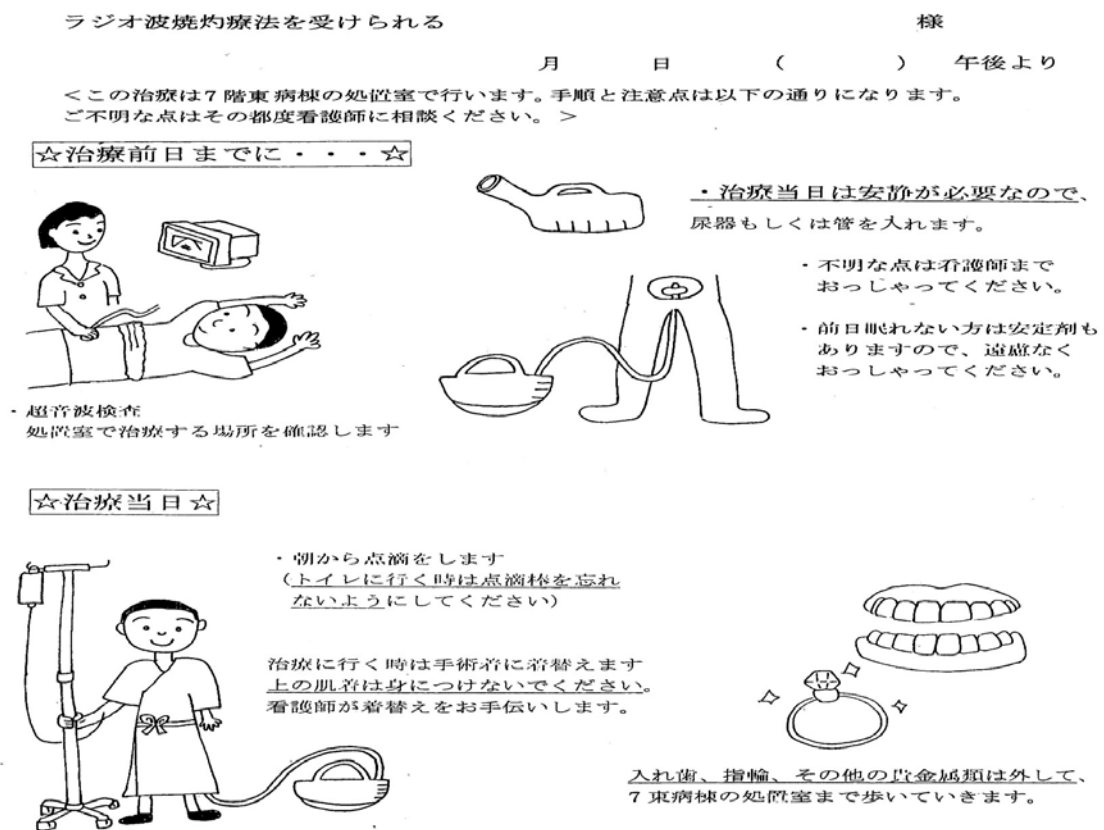 ラジオ波焼灼療法を受けられる　　　　　　　様
月　　日　　（　　　）　午後より
＜この治療は７階東病棟の処置室で行います。手順と注意点は以下の通りになります。
ご不明な点はその都度看護師に相談ください。＞
☆治療前日までに・・・☆
・治療当日は安静が必要なので、
尿器もしくは管を入れます。
・不明な点は看護師まで
おっしゃってください。
・前日眠れない方は安定剤も
ありますので、遠慮なく
おっしゃってください。
・超音波検査
処置室で治療する場所を確認します
☆治療当日☆
・朝から点滴をします
（トイレに行く時は点滴棒を忘れ
ないようにしてください）
治療に行く時は手術着に着替えます
上の肌着は身につけないでください。
看護師が着替えをお手伝いします。
入れ歯、指輪、その他の貴金属類は外して、
７東病棟の処置室まで歩いていきます。